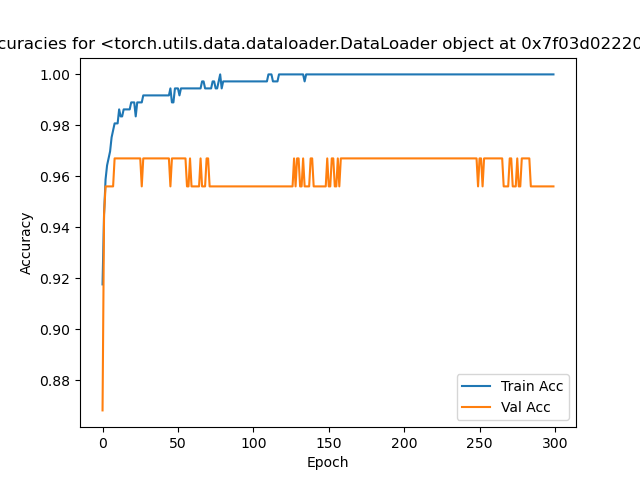 curacies for <torch.utils.data.dataloader.DataLoader object at 0x7f03d02220
1.00
0.98
0.96
0.94
0.92
0.90
0.88
Accuracy
0 50 100 150 200 250 300
Epoch
Train Acc
Val Acc